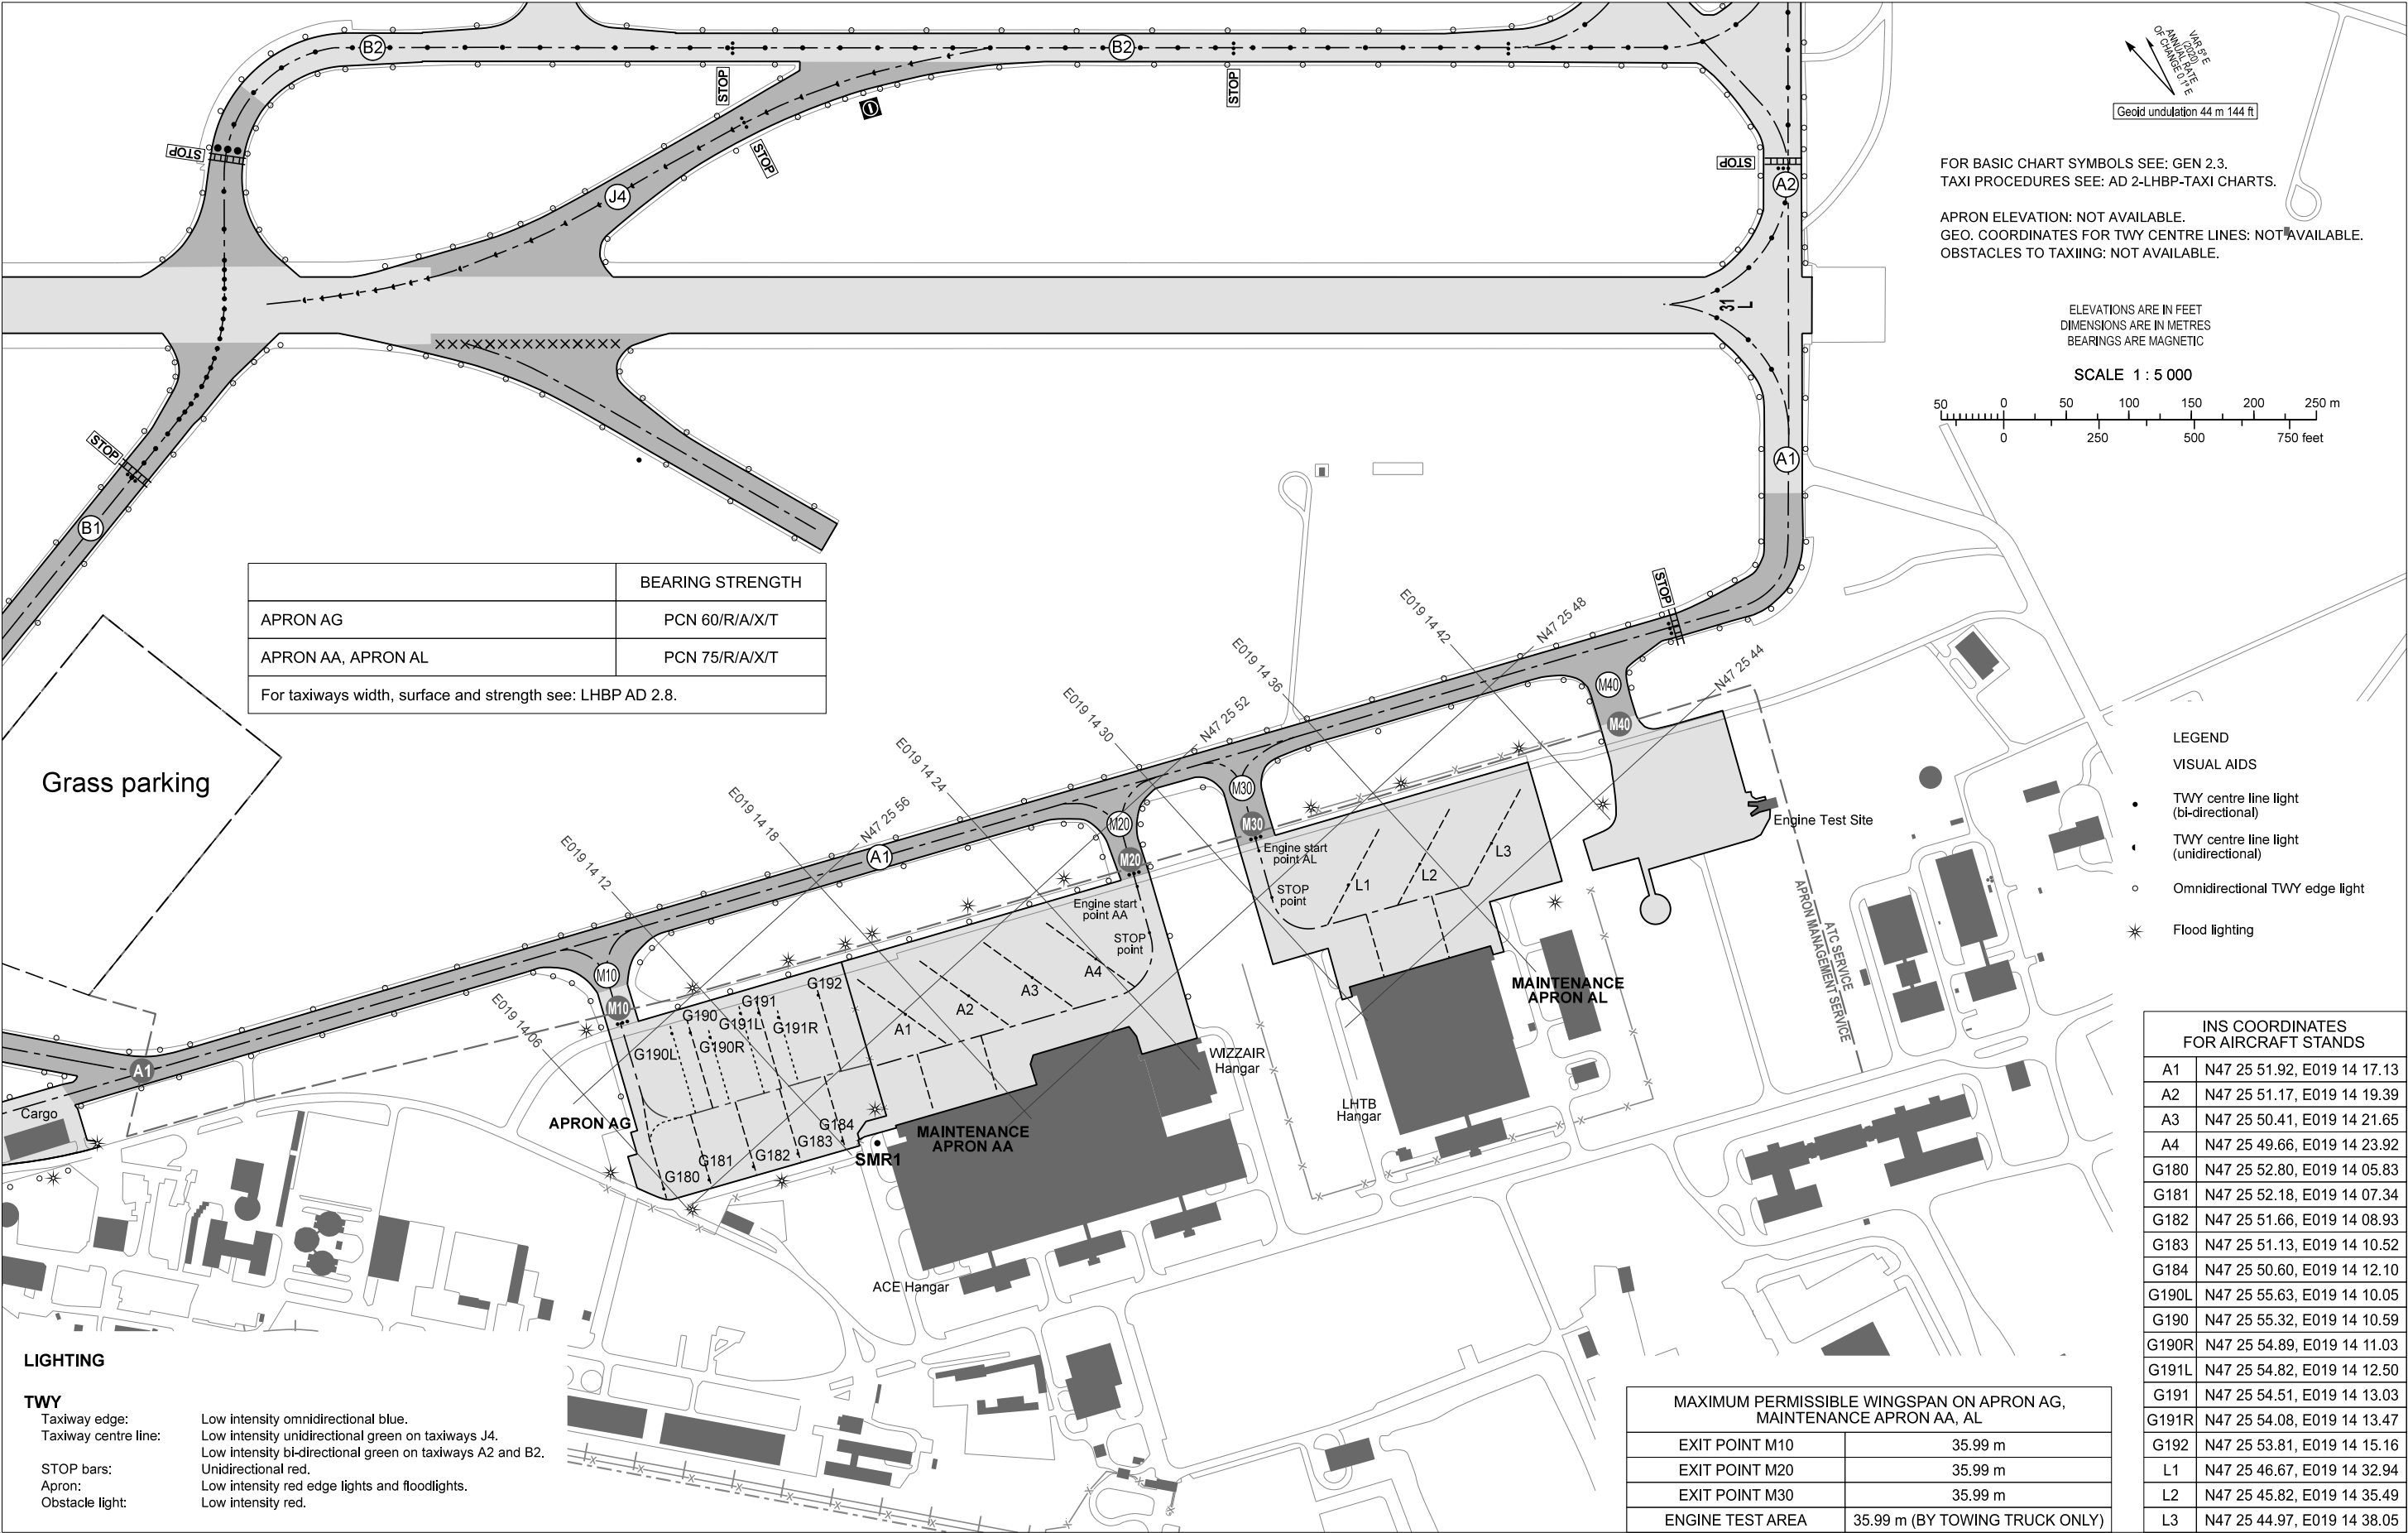 B2
B2
STOP
STOP
STOP
STOP
STOP
J4
A2
31
L
VAR 5° E
(2020)
ANNUAL RATE
OF CHANGE 0.1° E
Geoid undulation 44 m 144 ft
FOR BASIC CHART SYMBOLS SEE: GEN 2.3.
TAXI PROCEDURES SEE: AD 2-LHBP-TAXI CHARTS.
APRON ELEVATION: NOT AVAILABLE.
GEO. COORDINATES FOR TWY CENTRE LINES: NOT AVAILABLE.
OBSTACLES TO TAXIING: NOT AVAILABLE.
ELEVATIONS ARE IN FEET
DIMENSIONS ARE IN METRES
BEARINGS ARE MAGNETIC
SCALE 1 : 5 000
50 0 50 100 150 200 250 m
0 250 500 750 feet
STOP
B1
A1
STOP
BEARING STRENGTH
APRON AG PCN 60/R/A/X/T
APRON AA, APRON AL PCN 75/R/A/X/T
For taxiways width, surface and strength see: LHBP AD 2.8.
Grass parking
E019 14 42
N47 25 48
E019 14 36
N47 25 44
E019 14 30
N47 25 52
E019 14 24
E019 14 18
N47 25 56
E019 14 12
E019 14 06
M40
M40
M30
M30
M20
M20
A1
M10
M10
A1
Cargo
Engine Test Site
Engine start
point AL
STOP
point
L1
L2
L3
Engine start
point AA
STOP
point
A4
A3
A2
A1
G192
G191
G191L
G191R
G190
G190R
G190L
G184
G183
G182
G181
G180
APRON AG
SMR1
MAINTENANCE
APRON AA
MAINTENANCE
APRON AL
WIZZAIR
Hangar
LHTB
Hangar
ACE Hangar
ATC SERVICE
APRON MANAGEMENT SERVICE
LEGEND
VISUAL AIDS
TWY centre line light
(bi-directional)
TWY centre line light
(unidirectional)
Omnidirectional TWY edge light
Flood lighting
INS COORDINATES
FOR AIRCRAFT STANDS
A1 N47 25 51.92, E019 14 17.13
A2 N47 25 51.17, E019 14 19.39
A3 N47 25 50.41, E019 14 21.65
A4 N47 25 49.66, E019 14 23.92
G180 N47 25 52.80, E019 14 05.83
G181 N47 25 52.18, E019 14 07.34
G182 N47 25 51.66, E019 14 08.93
G183 N47 25 51.13, E019 14 10.52
G184 N47 25 50.60, E019 14 12.10
G190L N47 25 55.63, E019 14 10.05
G190 N47 25 55.32, E019 14 10.59
G190R N47 25 54.89, E019 14 11.03
G191L N47 25 54.82, E019 14 12.50
G191 N47 25 54.51, E019 14 13.03
G191R N47 25 54.08, E019 14 13.47
G192 N47 25 53.81, E019 14 15.16
L1 N47 25 46.67, E019 14 32.94
L2 N47 25 45.82, E019 14 35.49
L3 N47 25 44.97, E019 14 38.05
LIGHTING
TWY
Taxiway edge: Low intensity omnidirectional blue.
Taxiway centre line: Low intensity unidirectional green on taxiways J4.
Low intensity bi-directional green on taxiways A2 and B2.
STOP bars: Unidirectional red.
Apron: Low intensity red edge lights and floodlights.
Obstacle light: Low intensity red.
MAXIMUM PERMISSIBLE WINGSPAN ON APRON AG,
MAINTENANCE APRON AA, AL
EXIT POINT M10 35.99 m
EXIT POINT M20 35.99 m
EXIT POINT M30 35.99 m
ENGINE TEST AREA 35.99 m (BY TOWING TRUCK ONLY)